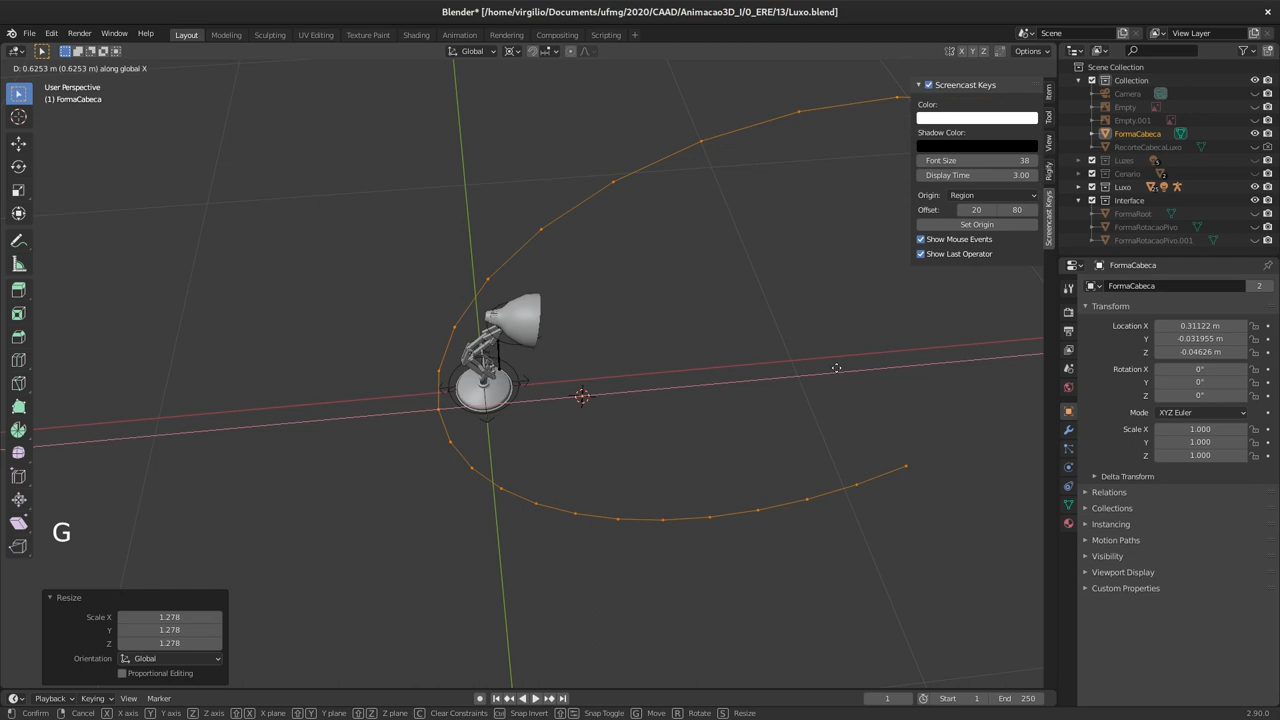 Blender* [/home/virgilio/Documents/ufmg/2020/CAAD/Animacao3D_I/0_ERE/13/Luxo.blend]
File Edit Render Window Help Layout Modeling Sculpting UV Editing Texture Paint Shading Animation Rendering Compositing Scripting Scene View Layer
Global X Y Z Options
D: 0.6253 m (0.6253 m) along global X
User Perspective
(1) FormaCabeca
Screencast Keys
Color:
Shadow Color:
Font Size 38
Display Time 3.00
Origin: Region
Offset: 20 80
Set Origin
Show Mouse Events
Show Last Operator
Item
Tool
View
Rigify
Screencast Keys
Scene Collection
Collection
Camera
Empty
Empty.001
FormaCabeca
RecorteCabecaLuxo
Luzes
Cenario
Luxo
Interface
FormaRoot
FormaRotacaoPivo
FormaRotacaoPivo.001
FormaCabeca
FormaCabeca 2
Transform
Location X 0.31122 m
Y -0.031955 m
Z -0.04626 m
Rotation X 0°
Y 0°
Z 0°
Mode XYZ Euler
Scale X 1.000
Y 1.000
Z 1.000
Delta Transform
Relations
Collections
Instancing
Motion Paths
Visibility
Viewport Display
Custom Properties
G
Resize
Scale X 1.278
Y 1.278
Z 1.278
Orientation Global
Proportional Editing
Playback Keying View Marker 1 Start 1 End 250
Confirm Cancel X X axis Y Y axis Z Z axis X X plane Y Y plane Z Z plane C Clear Constraints Ctrl Snap Invert Snap Toggle G Move R Rotate S Resize 2.90.0